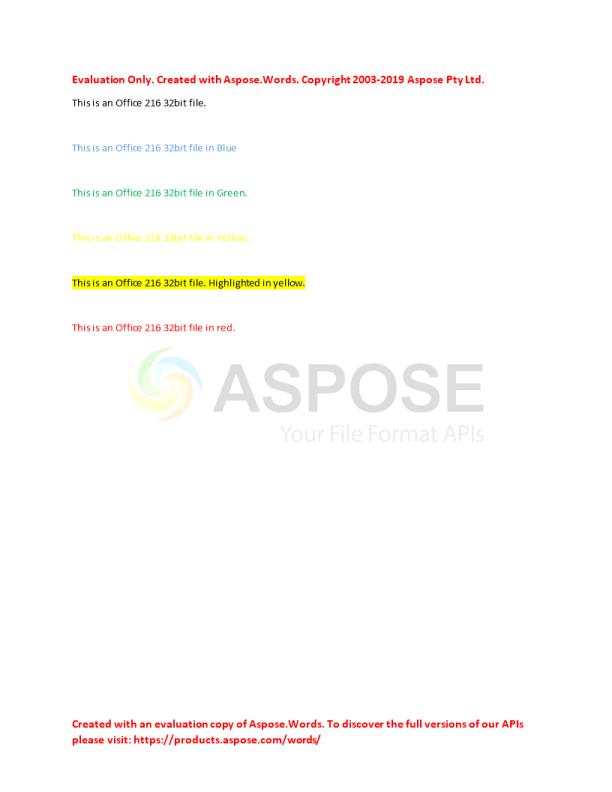 Evaluation Only. Created with Aspose.Words. Copyright 2003-2019 Aspose Pty Ltd.
This is an Office 216 32bit file.
This is an Office 216 32bit file in Blue
This is an Office 216 32bit file in Green.
This is an Office 216 32bit file in Yellow.
This is an Office 216 32bit file. Highlighted in yellow.
This is an Office 216 32bit file in red.
ASPOSE
Your File Format APIs
Created with an evaluation copy of Aspose.Words. To discover the full versions of our APIs
please visit: https://products.aspose.com/words/